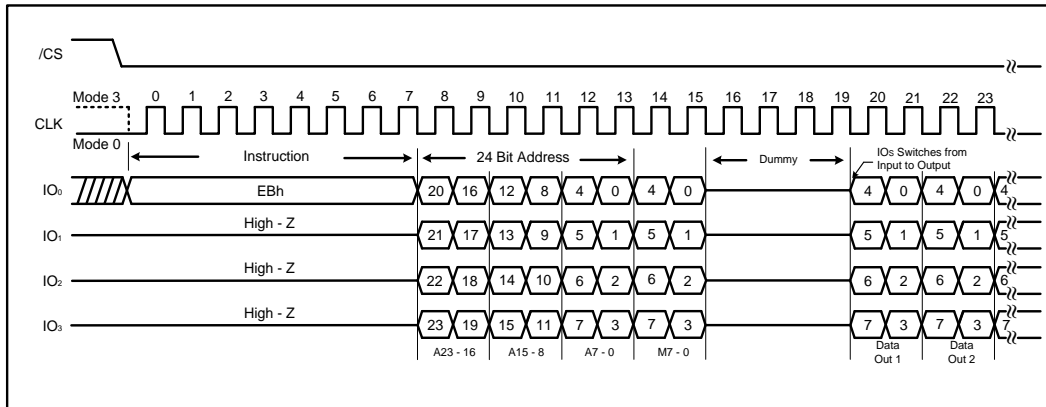 /CS
Mode 3 0 1 2 3 4 5 6 7 8 9 10 11 12 13 14 15 16 17 18 19 20 21 22 23
CLK
Mode 0
Instruction 24 Bit Address Dummy IOs Switches from
Input to Output
IO0 EBh 20 16 12 8 4 0 4 0 4 0 4 0 4
IO1 High - Z 21 17 13 9 5 1 5 1 5 1 5 1 5
IO2 High - Z 22 18 14 10 6 2 6 2 6 2 6 2 6
IO3 High - Z 23 19 15 11 7 3 7 3 7 3 7 3 7
A23 - 16 A15 - 8 A7 - 0 M7 - 0 Data
Out 1 Data
Out 2